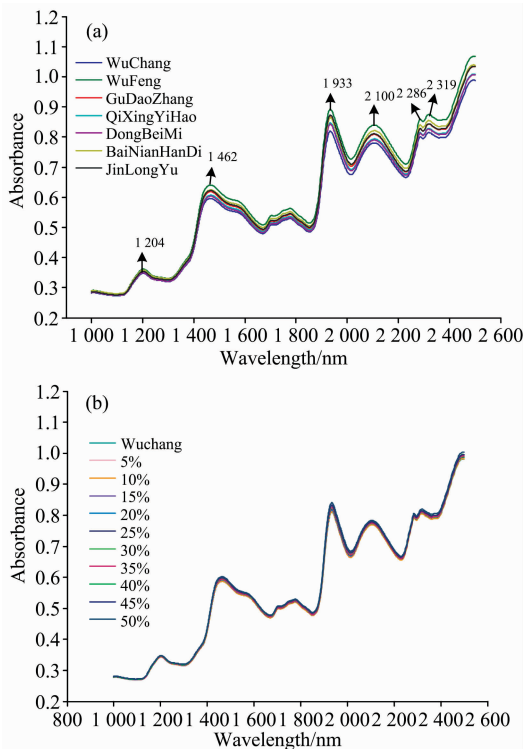 (a)
WuChang
WuFeng
GuDaoZhang
QiXingYiHao
DongBeiMi
BaiNianHanDi
JinLongYu
1 204
1 462
1 933
2 100
2 286
2 319
1.2
1.1
1.0
0.9
0.8
0.7
0.6
0.5
0.4
0.3
0.2
Absorbance
1 000 1 200 1 400 1 600 1 800 2 000 2 200 2 400 2 600
Wavelength/nm
(b)
Wuchang
5%
10%
15%
20%
25%
30%
35%
40%
45%
50%
1.2
1.1
1.0
0.9
0.8
0.7
0.6
0.5
0.4
0.3
0.2
Absorbance
800 1 000 1 200 1 400 1 600 1 800 2 000 2 200 2 400 2 600
Wavelength/nm